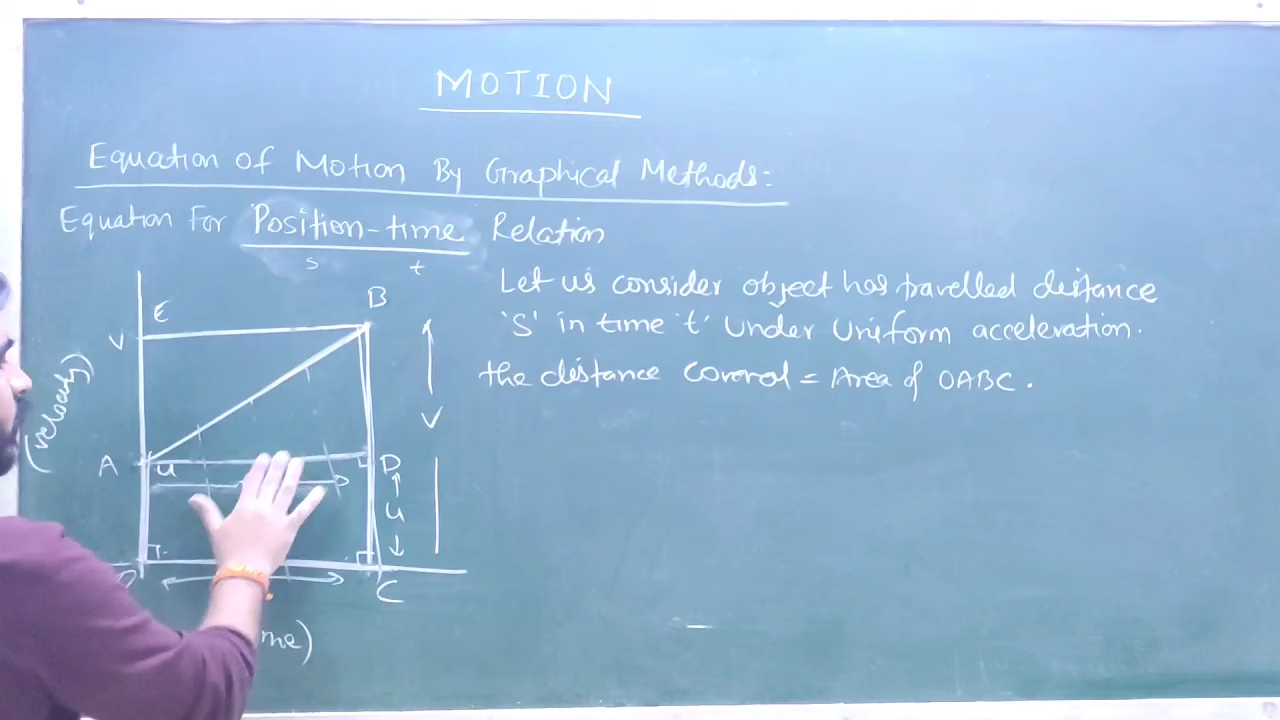 MOTION
Equation of Motion By Graphical Methods:
Equation For Position-time Relation
s t
Let us consider object has travelled distance
'S' in time 't' under uniform acceleration.
the distance covered = Area of OABC.
E B
V
(velocity)
V
A u D
u
C